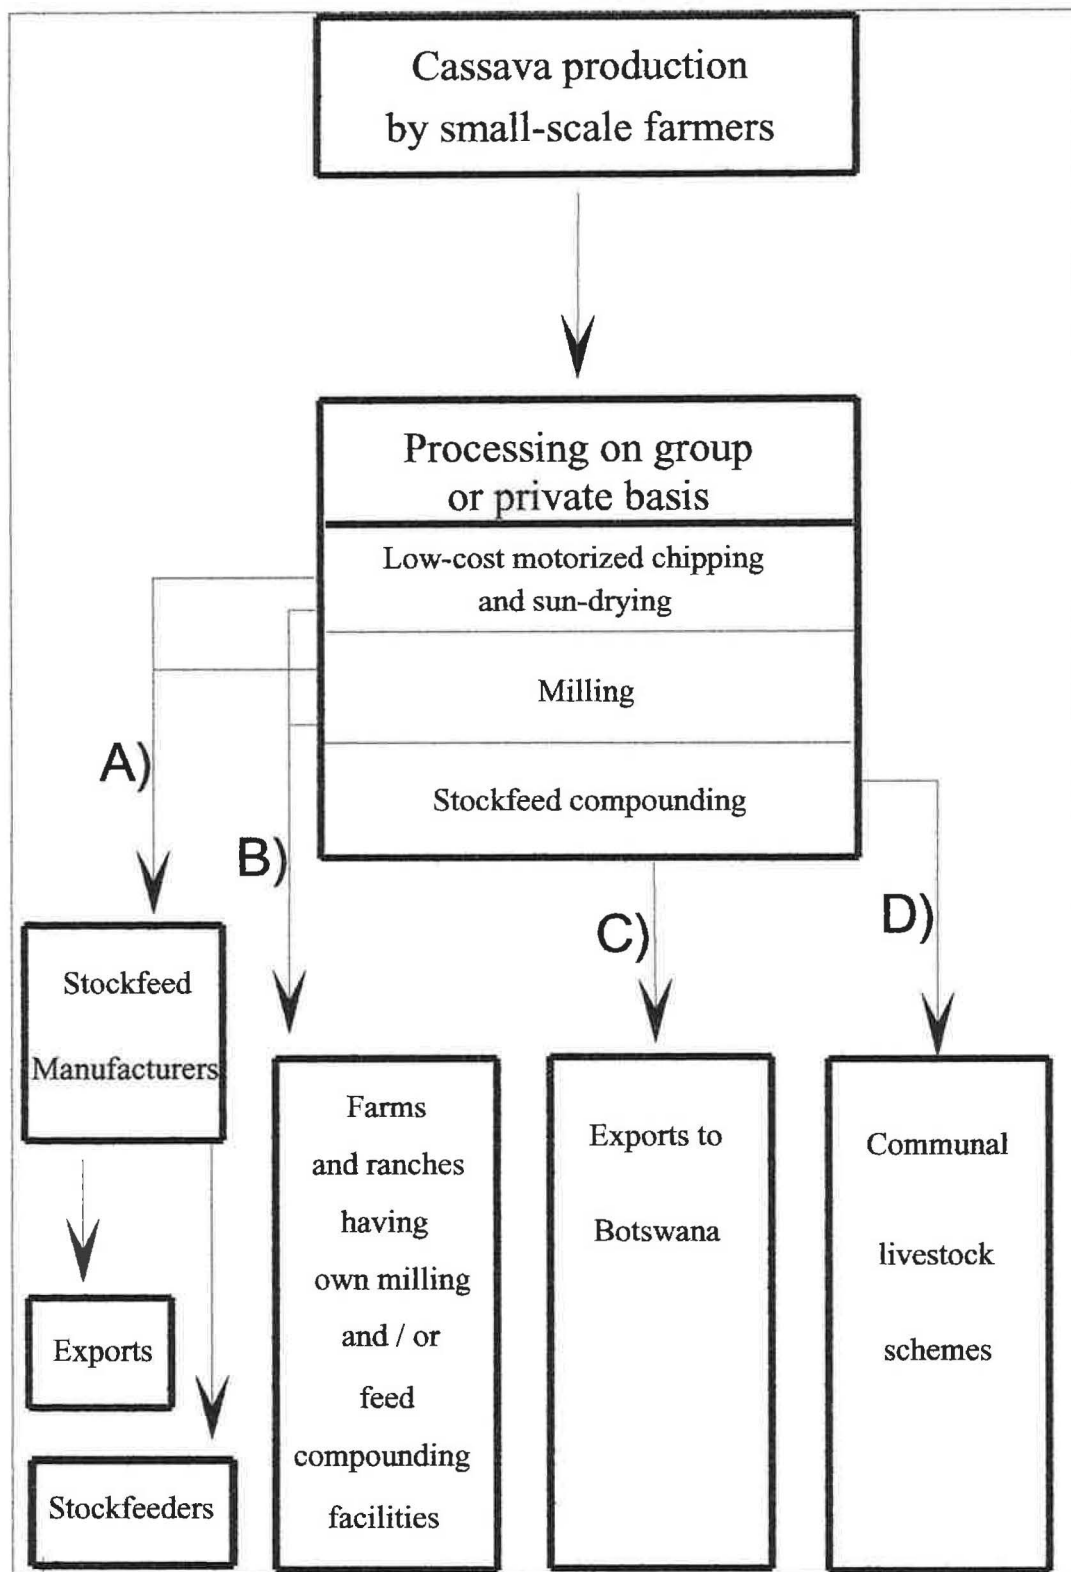 Cassava production
by small-scale farmers
Processing on group
or private basis
Low-cost motorized chipping
and sun-drying
Milling
Stockfeed compounding
A)
B)
C)
D)
Stockfeed
Manufacturers
Exports
Stockfeeders
Farms
and ranches
having
own milling
and / or
feed
compounding
facilities
Exports to
Botswana
Communal
livestock
schemes